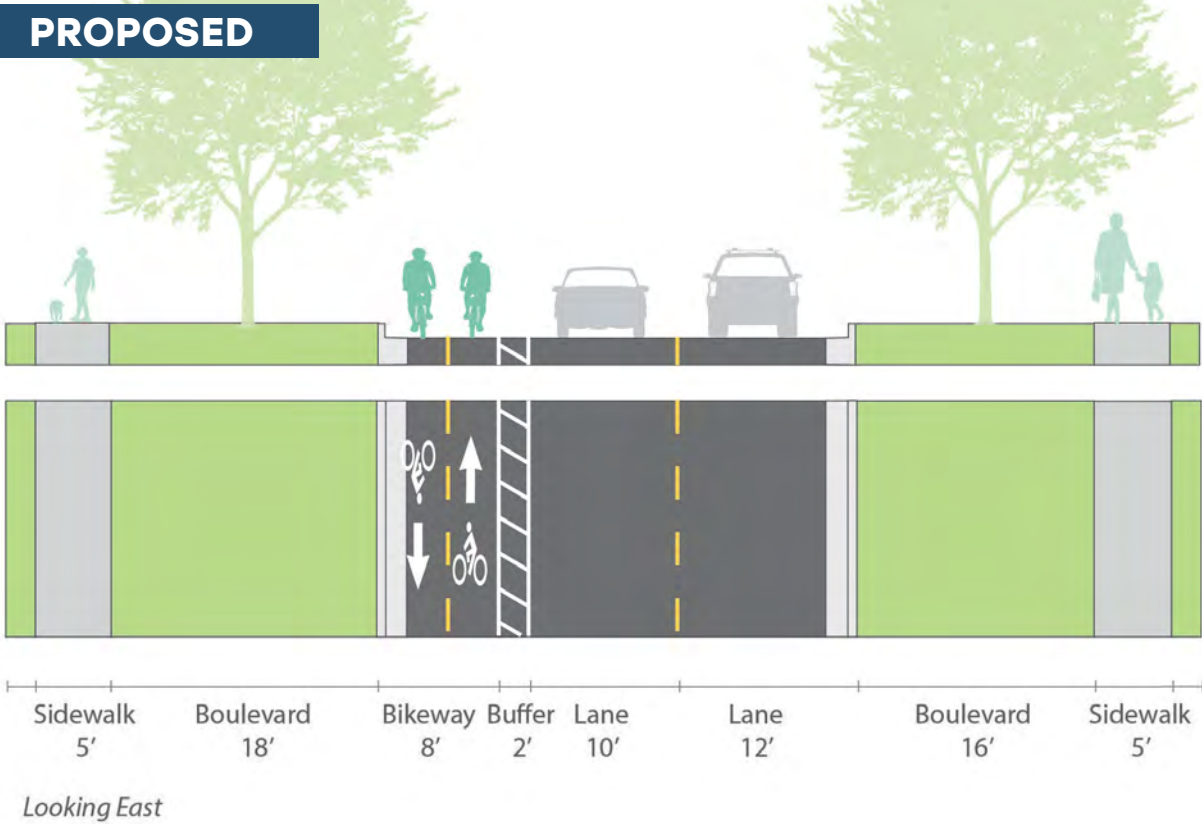 PROPOSED
Sidewalk Boulevard Bikeway Buffer Lane Lane Boulevard Sidewalk
5’ 18’ 8’ 2’ 10’ 12’ 16’ 5’
Looking East